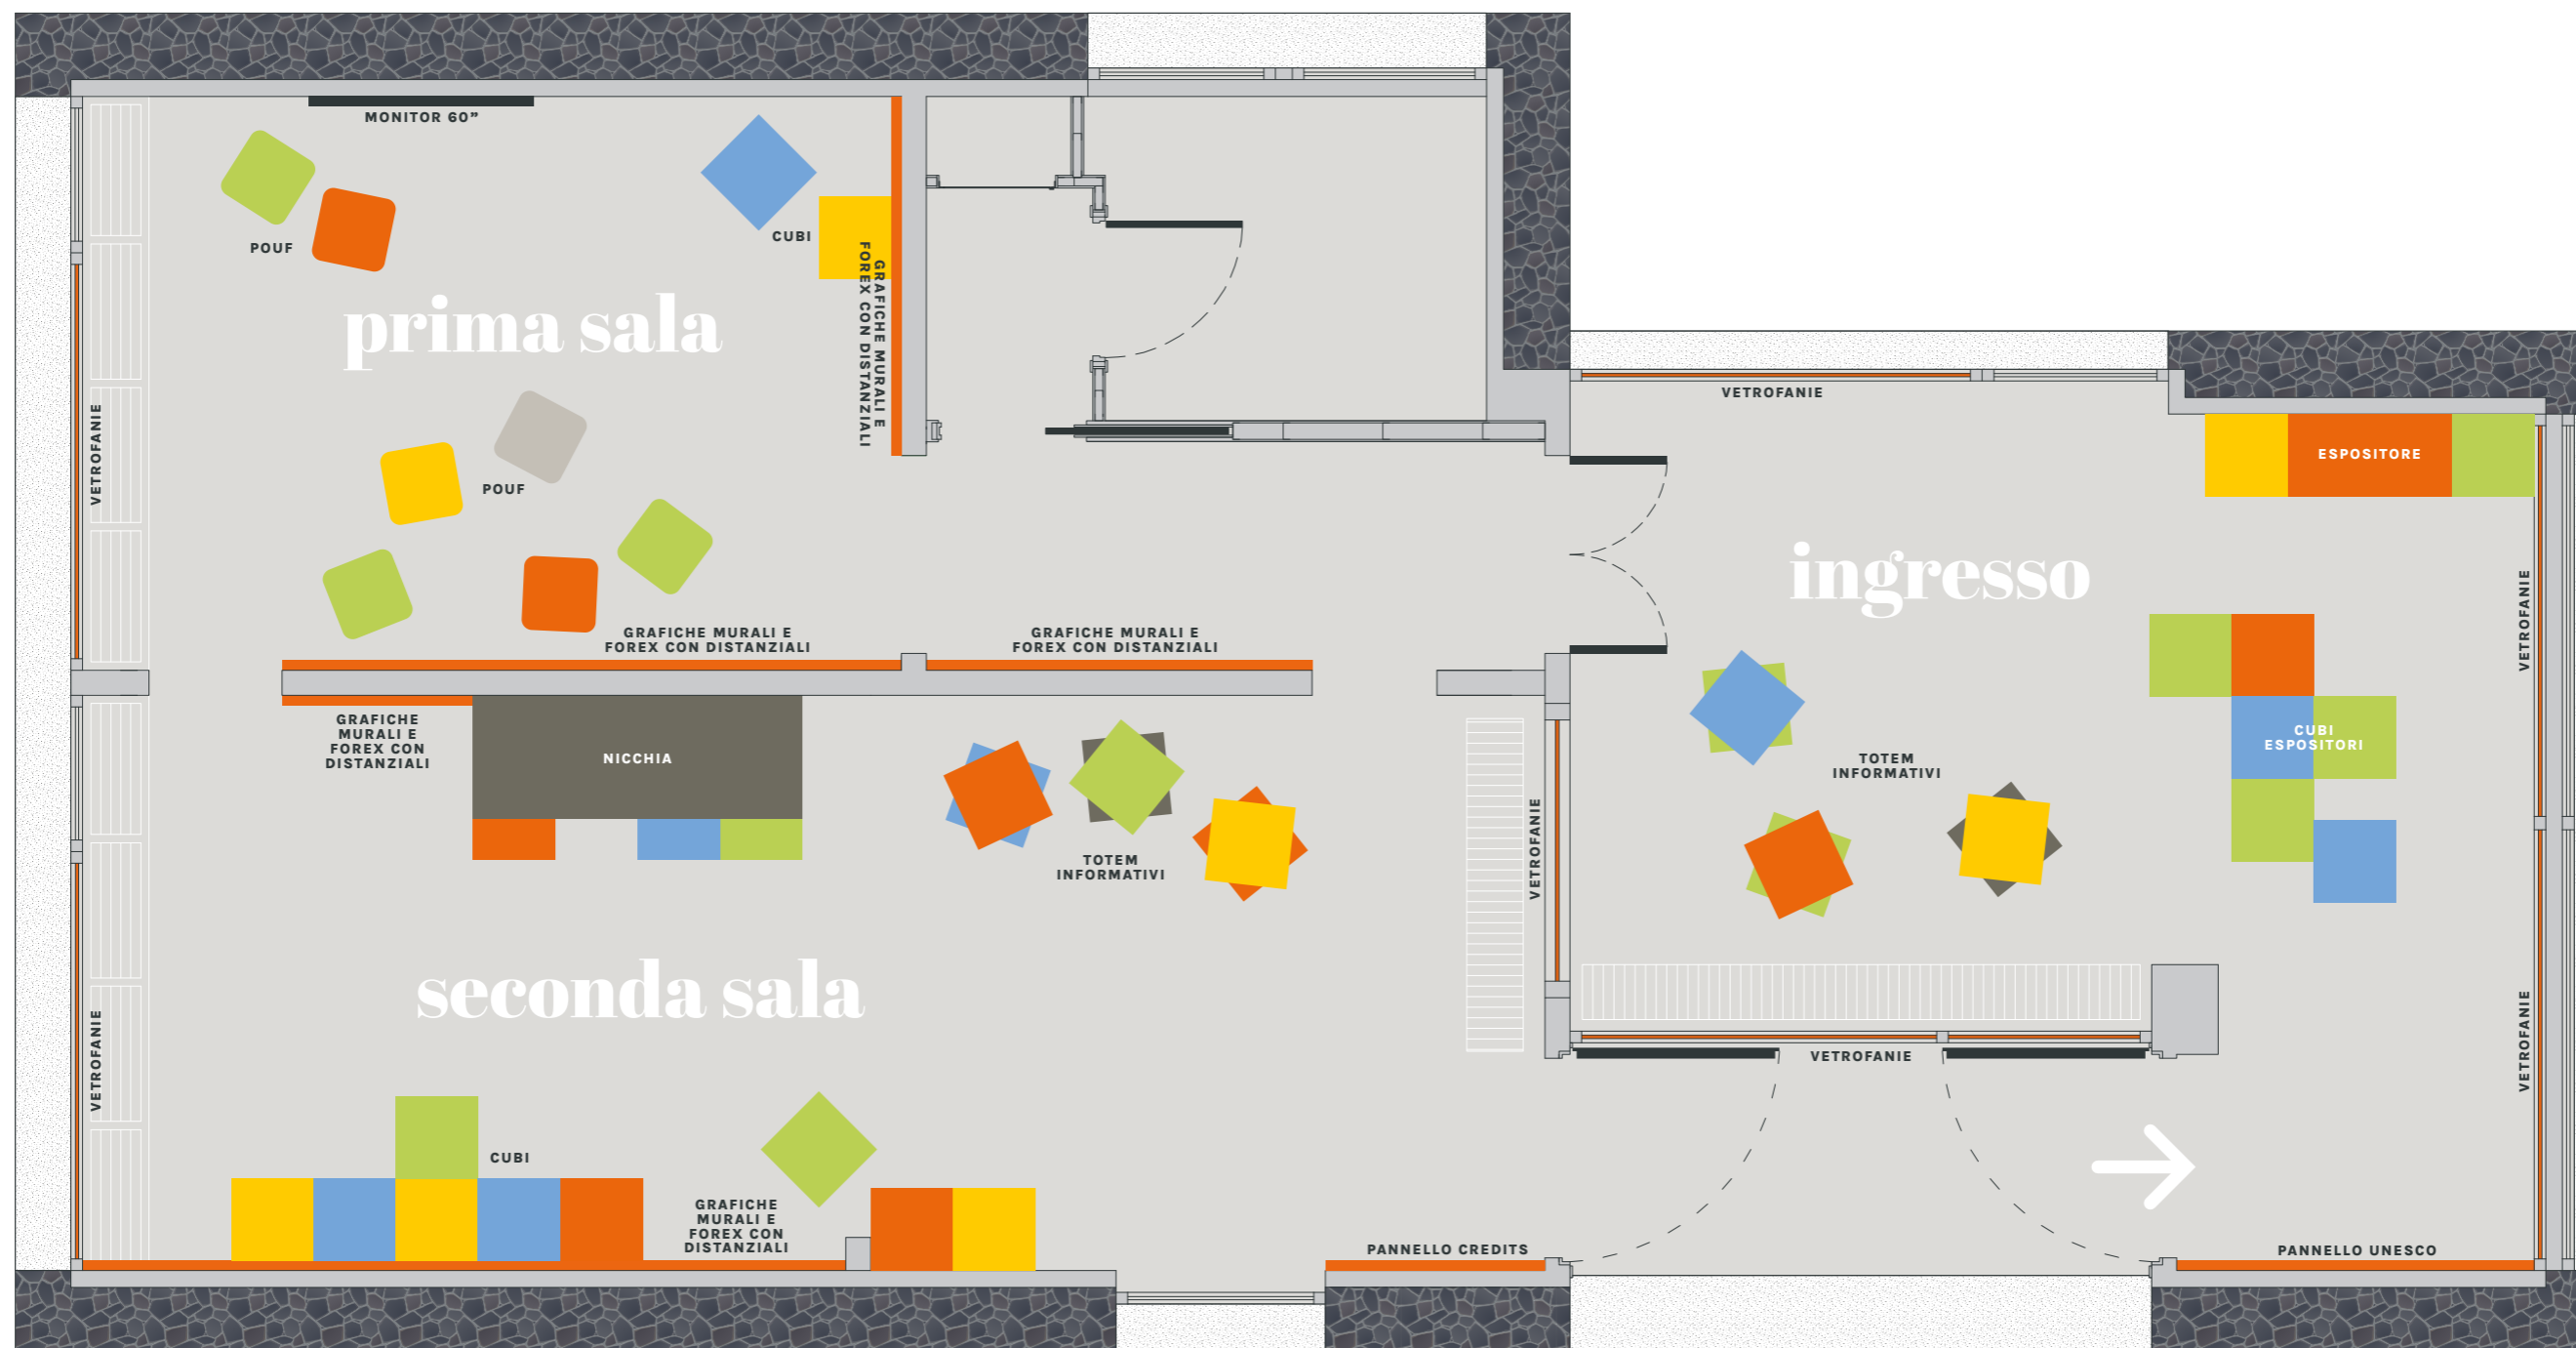 MONITOR 60”
POUF
CUBI
GRAFICHE MURALI E
FOREX CON DISTANZIALI
prima sala
VETROFANIE
POUF
GRAFICHE MURALI E
FOREX CON DISTANZIALI
GRAFICHE MURALI E
FOREX CON DISTANZIALI
GRAFICHE
MURALI E
FOREX CON
DISTANZIALI
NICCHIA
TOTEM
INFORMATIVI
VETROFANIE
seconda sala
VETROFANIE
CUBI
GRAFICHE
MURALI E
FOREX CON
DISTANZIALI
PANNELLO CREDITS
VETROFANIE
ESPOSITORE
ingresso
VETROFANIE
CUBI
ESPOSITORI
TOTEM
INFORMATIVI
VETROFANIE
VETROFANIE
PANNELLO UNESCO